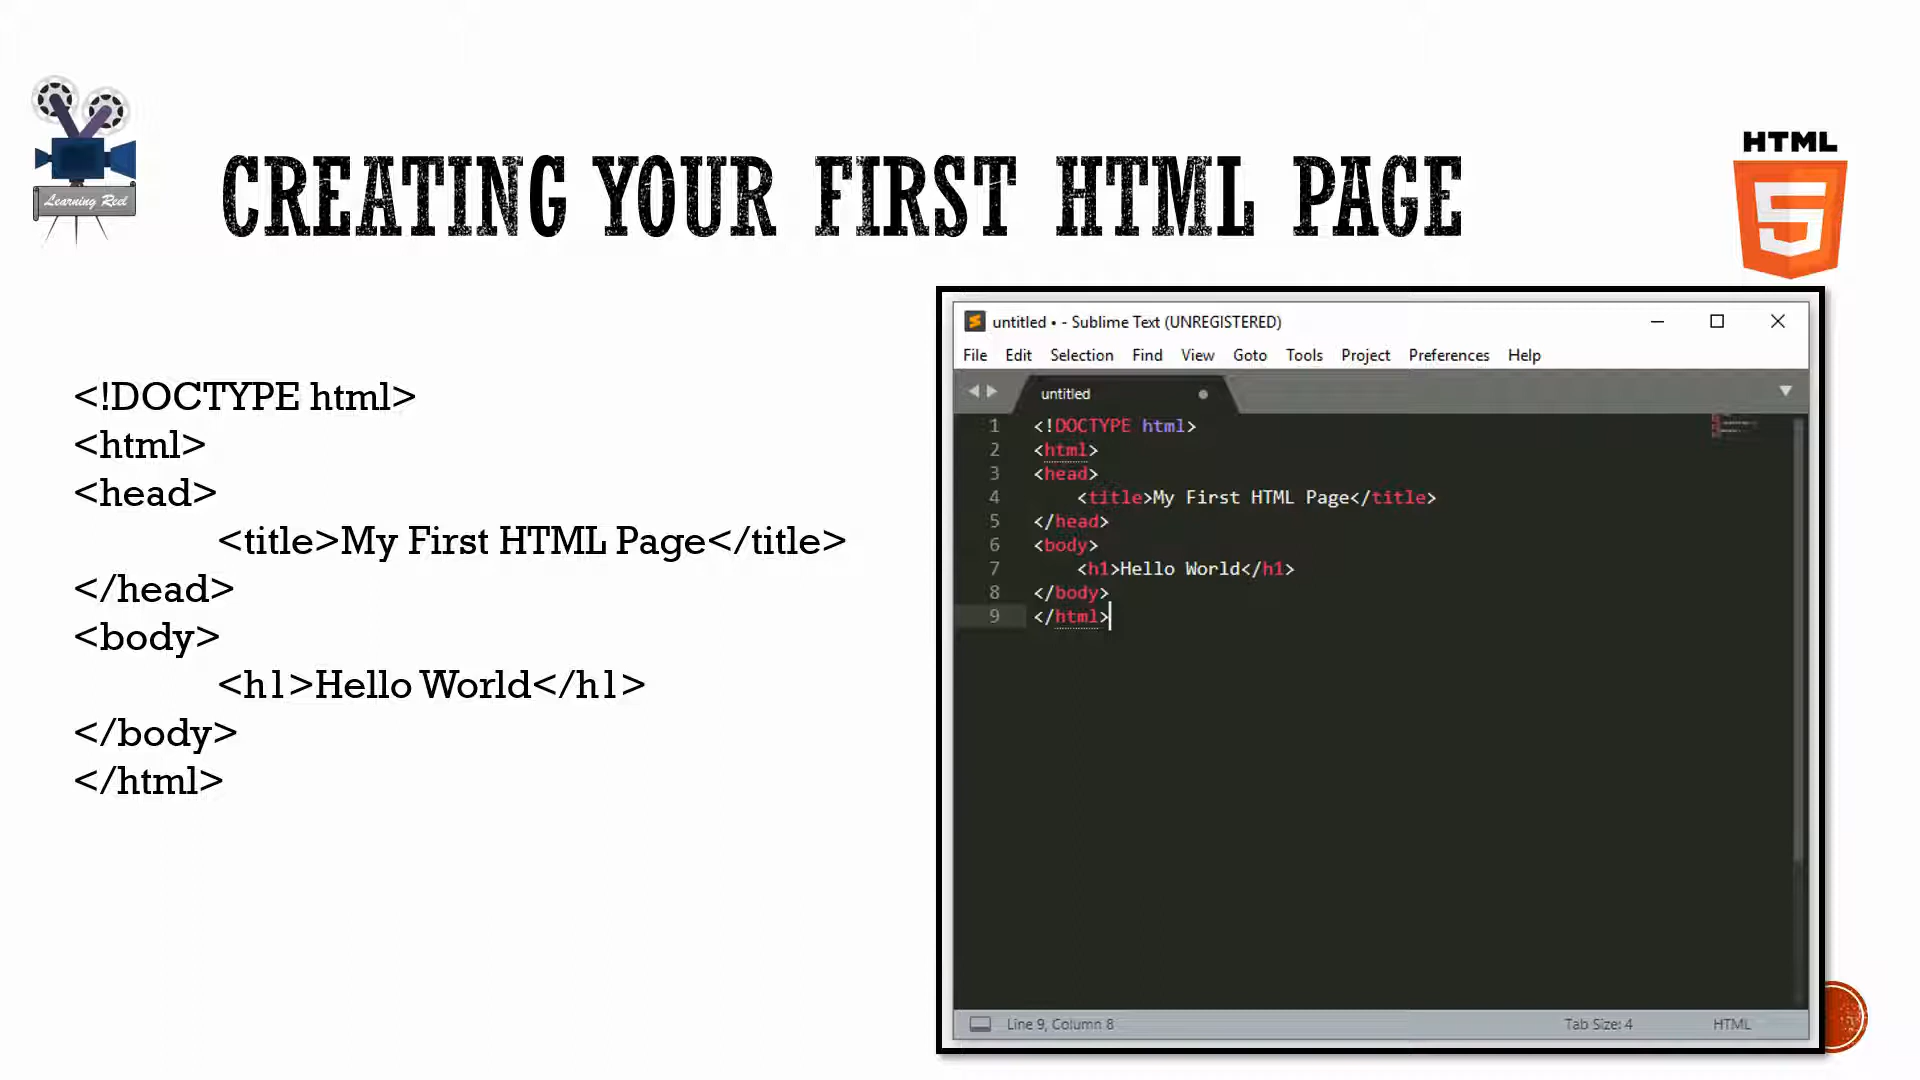 Learning Reel
CREATING YOUR FIRST HTML PAGE
HTML
5
<!DOCTYPE html>
<html>
<head>
<title>My First HTML Page</title>
</head>
<body>
<h1>Hello World</h1>
</body>
</html>
untitled • - Sublime Text (UNREGISTERED)
File Edit Selection Find View Goto Tools Project Preferences Help
untitled
1 <!DOCTYPE html>
2 <html>
3 <head>
4 <title>My First HTML Page</title>
5 </head>
6 <body>
7 <h1>Hello World</h1>
8 </body>
9 </html>
Line 9, Column 8 Tab Size: 4 HTML